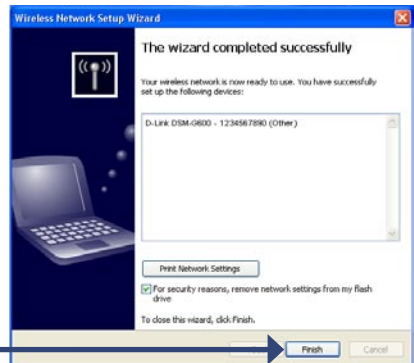 Wireless Network Setup Wizard
The wizard completed successfully
Your wireless network is now ready to use. You have successfully
set up the following devices:
D-Link DSM-G600 - 1234567890 (Other)
Print Network Settings
For security reasons, remove network settings from my flash
drive
To close this wizard, click Finish.
Finish
Cancel